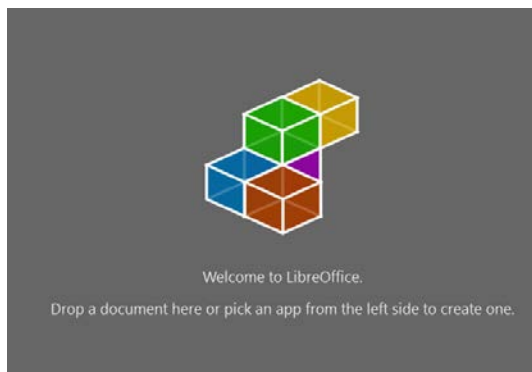 Welcome to LibreOffice.
Drop a document here or pick an app from the left side to create one.